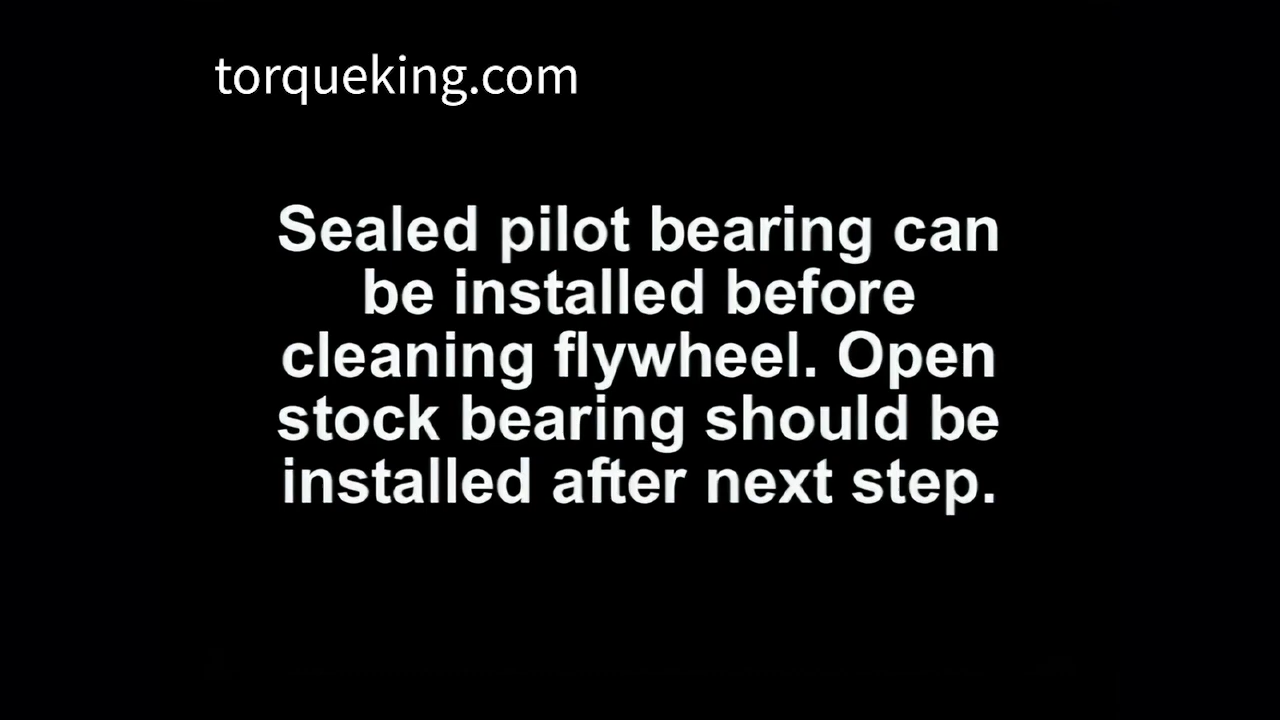 torqueking.com
Sealed pilot bearing can
be installed before
cleaning flywheel. Open
stock bearing should be
installed after next step.